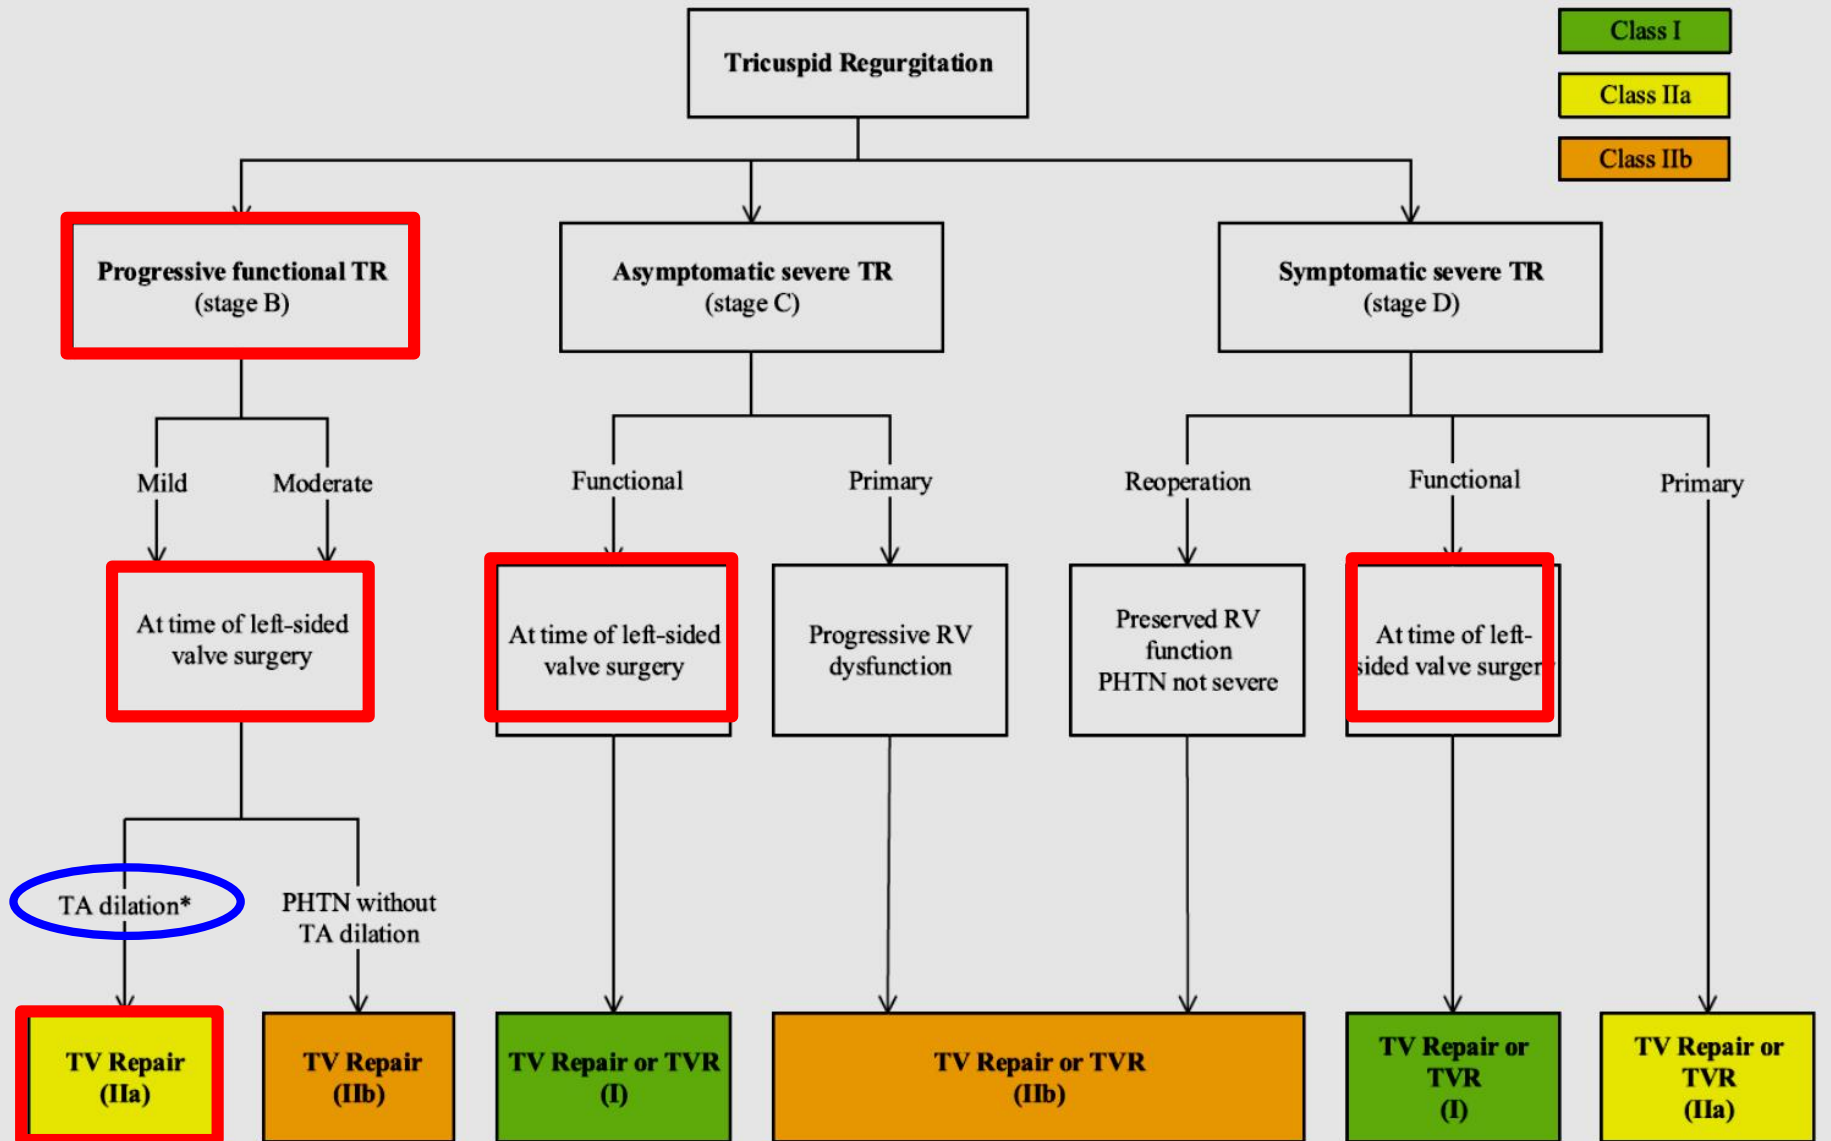 Tricuspid Regurgitation
Class I
Class IIa
Class IIb
Progressive functional TR
(stage B)
Asymptomatic severe TR
(stage C)
Symptomatic severe TR
(stage D)
Mild
Moderate
Functional
Primary
Reoperation
Functional
Primary
At time of left-sided
valve surgery
At time of left-sided
valve surgery
Progressive RV
dysfunction
Preserved RV
function
PHTN not severe
At time of left-
sided valve surgery
TA dilation*
PHTN without
TA dilation
TV Repair
(IIa)
TV Repair
(IIb)
TV Repair or TVR
(I)
TV Repair or TVR
(IIb)
TV Repair or
TVR
(I)
TV Repair or
TVR
(IIa)